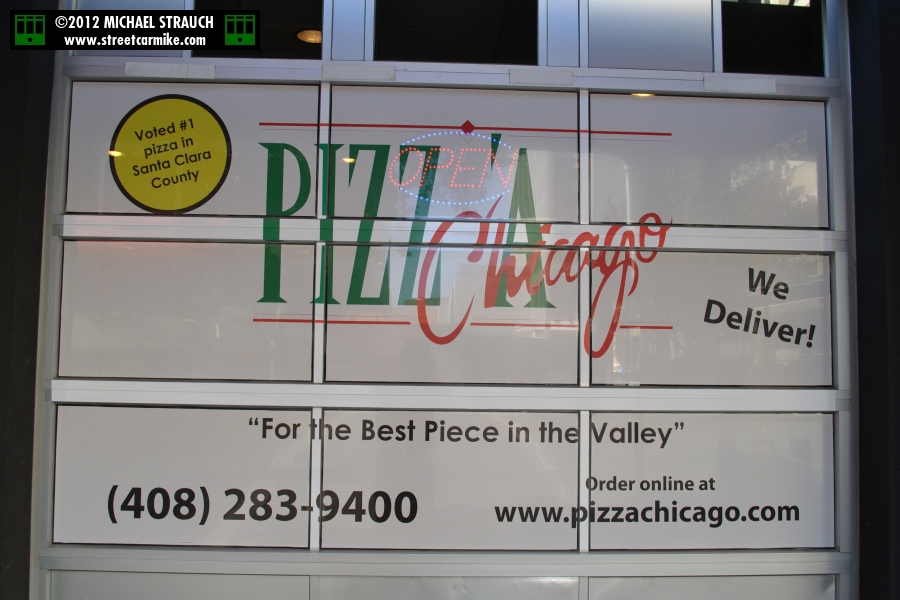 ©2012 MICHAEL STRAUCH
www.streetcarmike.com
Voted #1
pizza in
Santa Clara
County
PIZZ'A
OPEN
Chicago
We
Deliver!
“For the Best Piece in the Valley”
(408) 283-9400
Order online at
www.pizzachicago.com